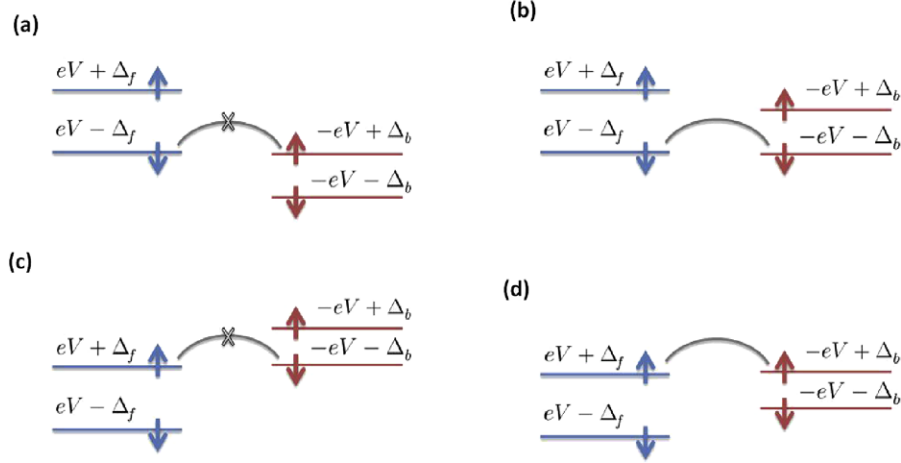 (a)
eV + Δ_f
eV − Δ_f
−eV + Δ_b
−eV − Δ_b
(b)
eV + Δ_f
eV − Δ_f
−eV + Δ_b
−eV − Δ_b
(c)
eV + Δ_f
eV − Δ_f
−eV + Δ_b
−eV − Δ_b
(d)
eV + Δ_f
eV − Δ_f
−eV + Δ_b
−eV − Δ_b